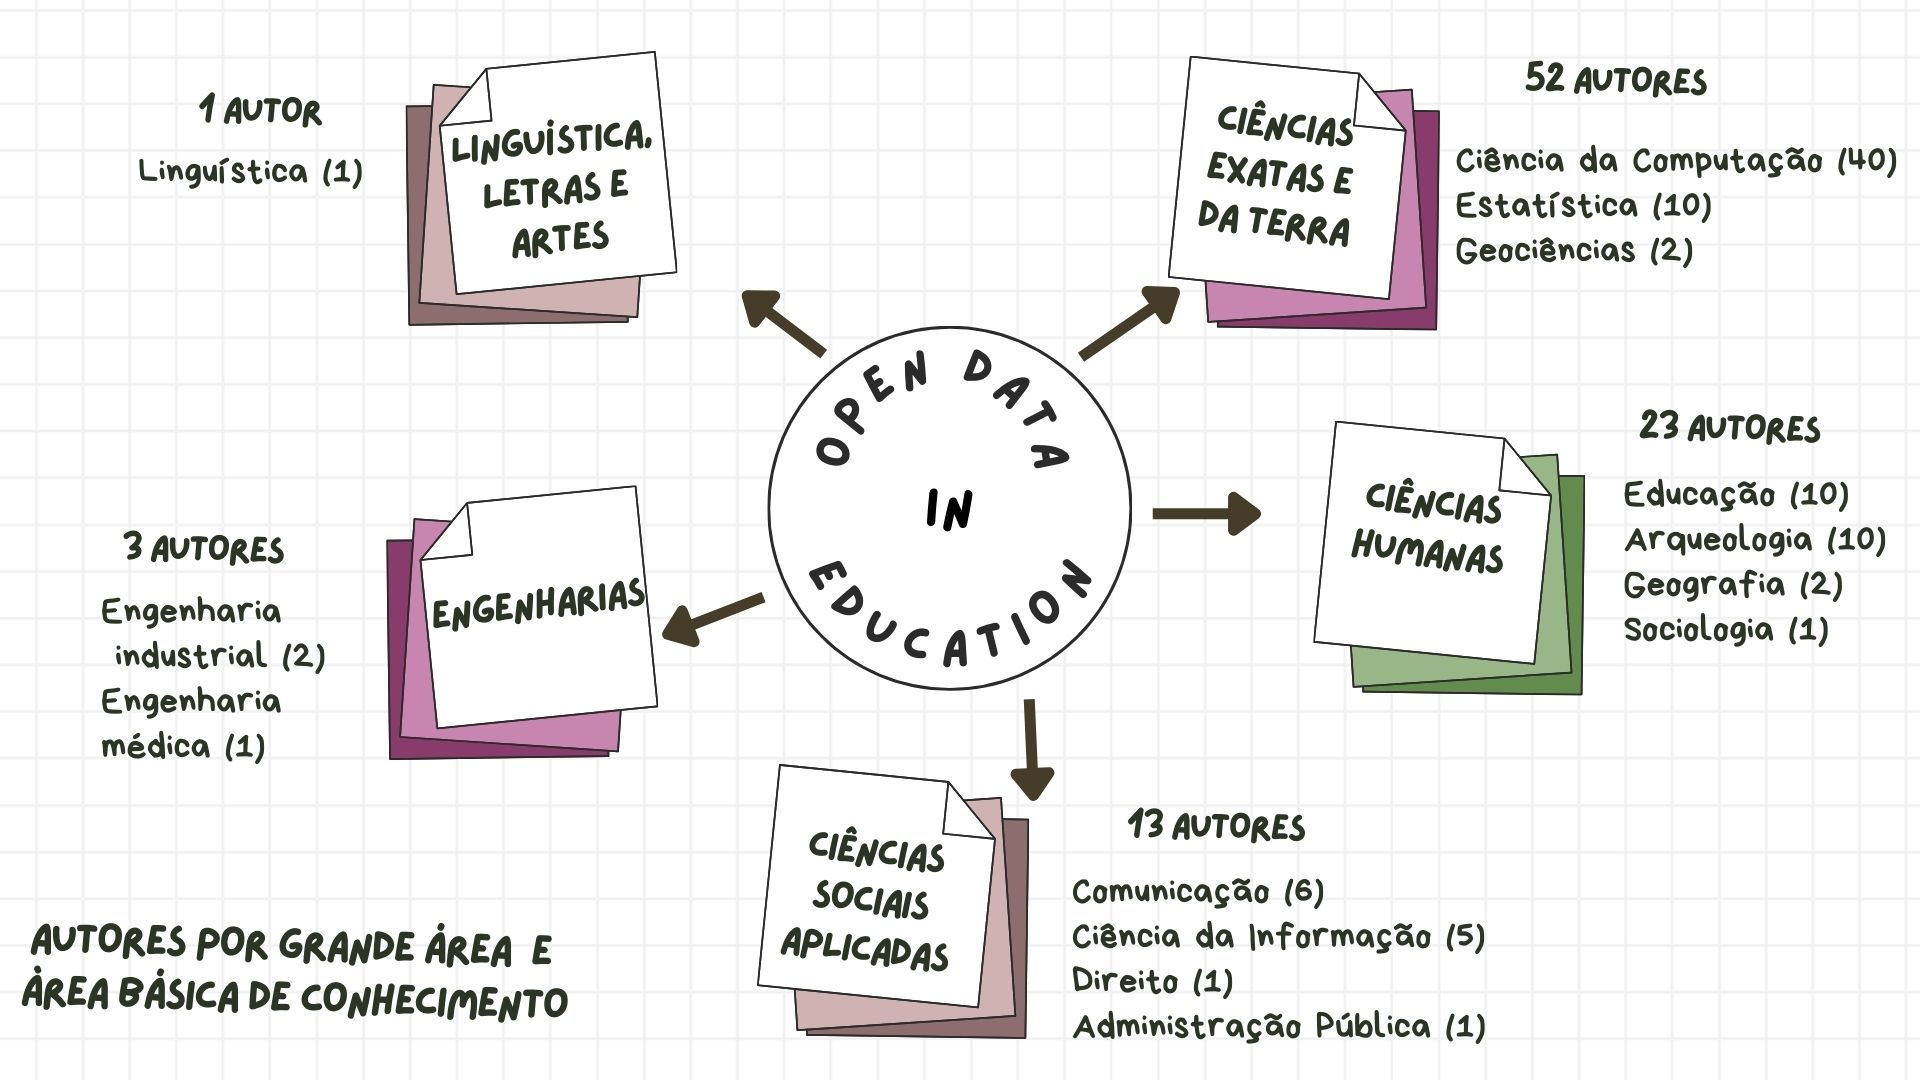 1 AUTOR
Linguística (1)
LINGUÍSTICA,
LETRAS E
ARTES
CIÊNCIAS
EXATAS E
DA TERRA
52 AUTORES
Ciência da Computação (40)
Estatística (10)
Geociências (2)
OPEN DATA
IN
EDUCATION
CIÊNCIAS
HUMANAS
23 AUTORES
Educação (10)
Arqueologia (10)
Geografia (2)
Sociologia (1)
3 AUTORES
Engenharia
industrial (2)
Engenharia
médica (1)
ENGENHARIAS
CIÊNCIAS
SOCIAIS
APLICADAS
13 AUTORES
Comunicação (6)
Ciência da Informação (5)
Direito (1)
Administração Pública (1)
AUTORES POR GRANDE ÁREA E
ÁREA BÁSICA DE CONHECIMENTO